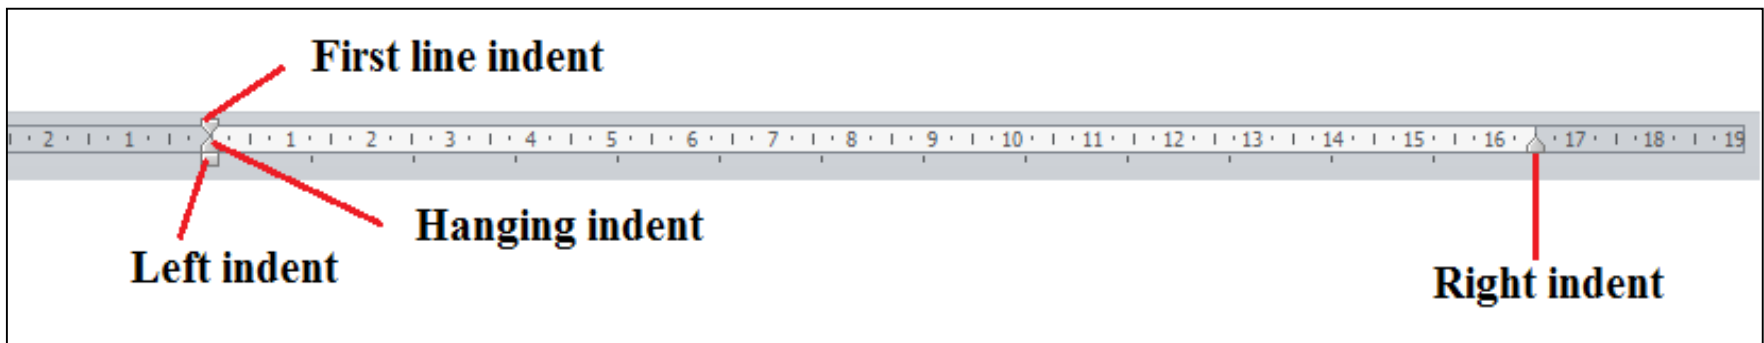 First line indent
2 1 1 2 3 4 5 6 7 8 9 10 11 12 13 14 15 16 17 18 19
Hanging indent
Left indent
Right indent